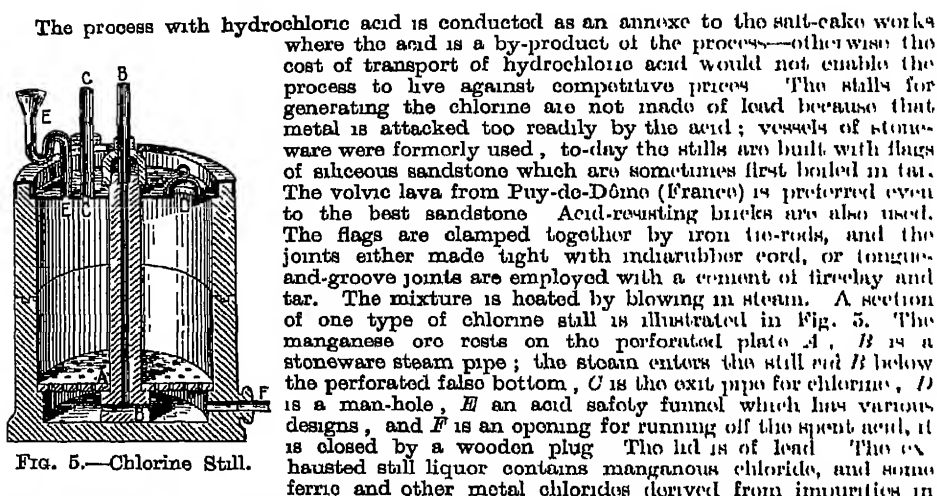 The process with hydrochloric acid is conducted as an annexe to the salt-cake works
where the acid is a by-product of the process—otherwise the
cost of transport of hydrochloric acid would not enable the
process to live against competitive prices The stills for
generating the chlorine are not made of lead because that
metal is attacked too readily by the acid; vessels of stone-
ware were formerly used, to-day the stills are built with flags
of siliceous sandstone which are sometimes first boiled in tar.
The volvic lava from Puy-de-Dôme (France) is preferred even
to the best sandstone Acid-resisting bricks are also used.
The flags are clamped together by iron tie-rods, and the
joints either made tight with indiarubber cord, or tongue-
and-groove joints are employed with a cement of fireclay and
tar. The mixture is heated by blowing in steam. A section
of one type of chlorine still is illustrated in Fig. 5. The
manganese ore rests on the perforated plate A, B is a
stoneware steam pipe; the steam enters the still via B below
the perforated false bottom, C is the exit pipe for chlorine, D
is a man-hole, E an acid safety funnel which has various
designs, and F is an opening for running off the spent acid, it
is closed by a wooden plug The lid is of lead The ex
hausted still liquor contains manganous chloride, and some
ferric and other metal chlorides derived from impurities in
C B
E
E C D
A
B F
FIG. 5.—Chlorine Still.